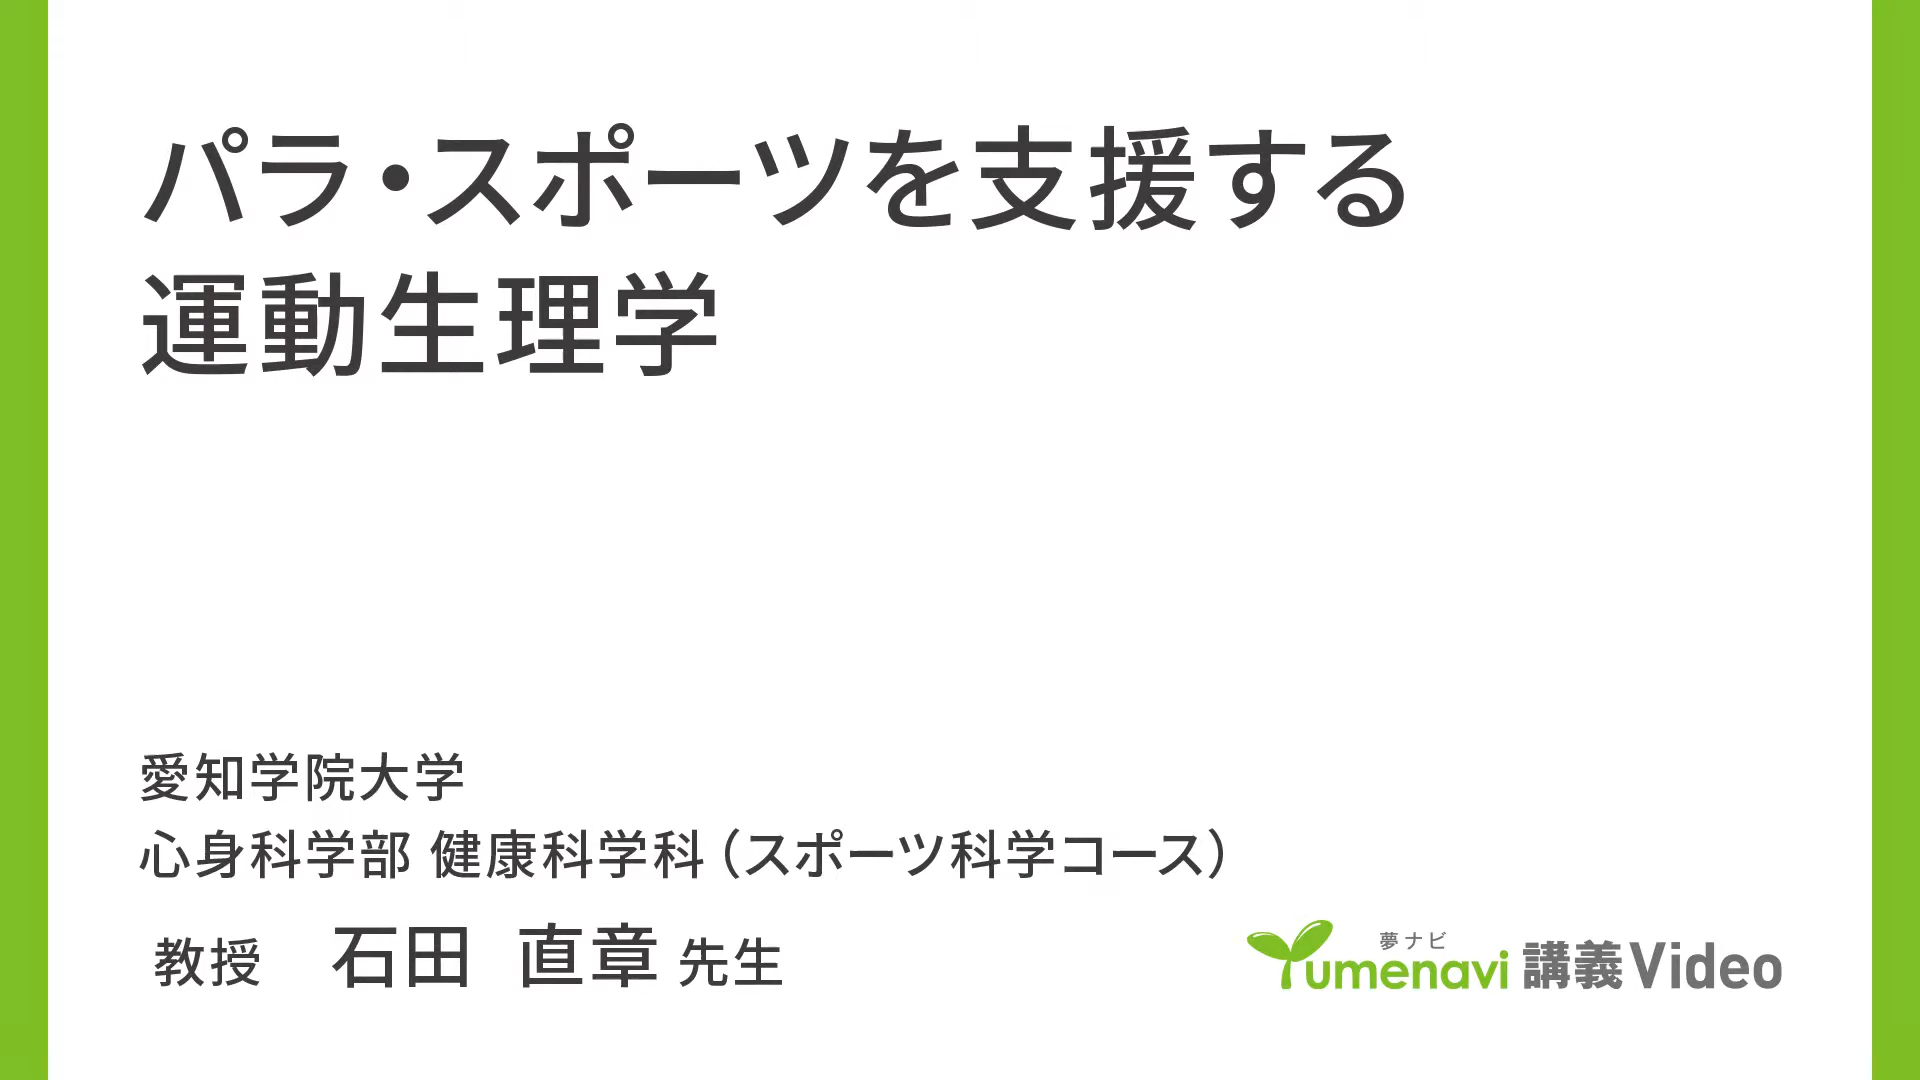 パラ・スポーツを支援する
運動生理学
愛知学院大学
心身科学部 健康科学科（スポーツ科学コース）
教授　石田　直章 先生
夢ナビ
Yumenavi 講義Video